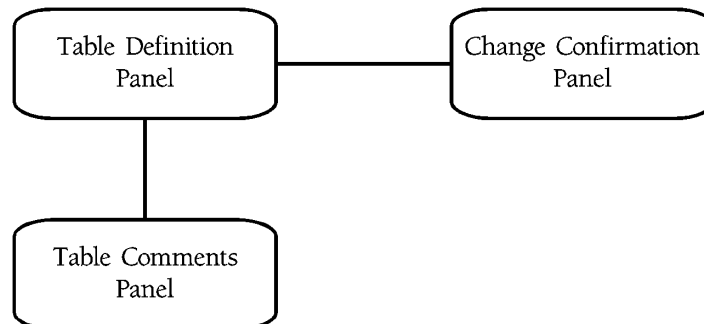 Table Definition
Panel
Change Confirmation
Panel
Table Comments
Panel